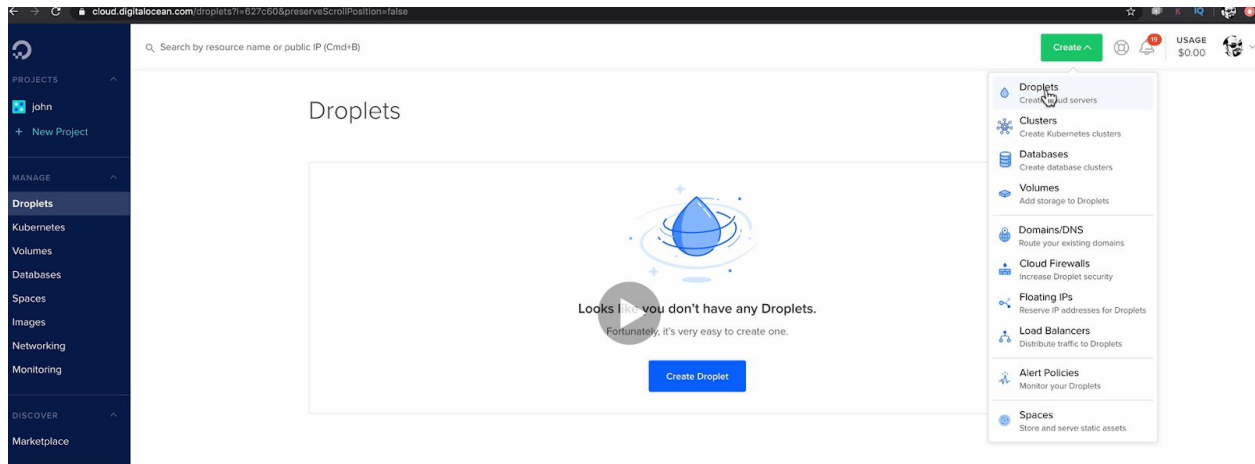 cloud.digitalocean.com/droplets?i=627c60&preserveScrollPosition=false
K IQ
Search by resource name or public IP (Cmd+B)
Create
19
USAGE
$0.00
PROJECTS
john
+ New Project
MANAGE
Droplets
Kubernetes
Volumes
Databases
Spaces
Images
Networking
Monitoring
DISCOVER
Marketplace
Droplets
Looks like you don't have any Droplets.
Fortunately, it's very easy to create one.
Create Droplet
Droplets
Create cloud servers
Clusters
Create Kubernetes clusters
Databases
Create database clusters
Volumes
Add storage to Droplets
Domains/DNS
Route your existing domains
Cloud Firewalls
Increase Droplet security
Floating IPs
Reserve IP addresses for Droplets
Load Balancers
Distribute traffic to Droplets
Alert Policies
Monitor your Droplets
Spaces
Store and serve static assets